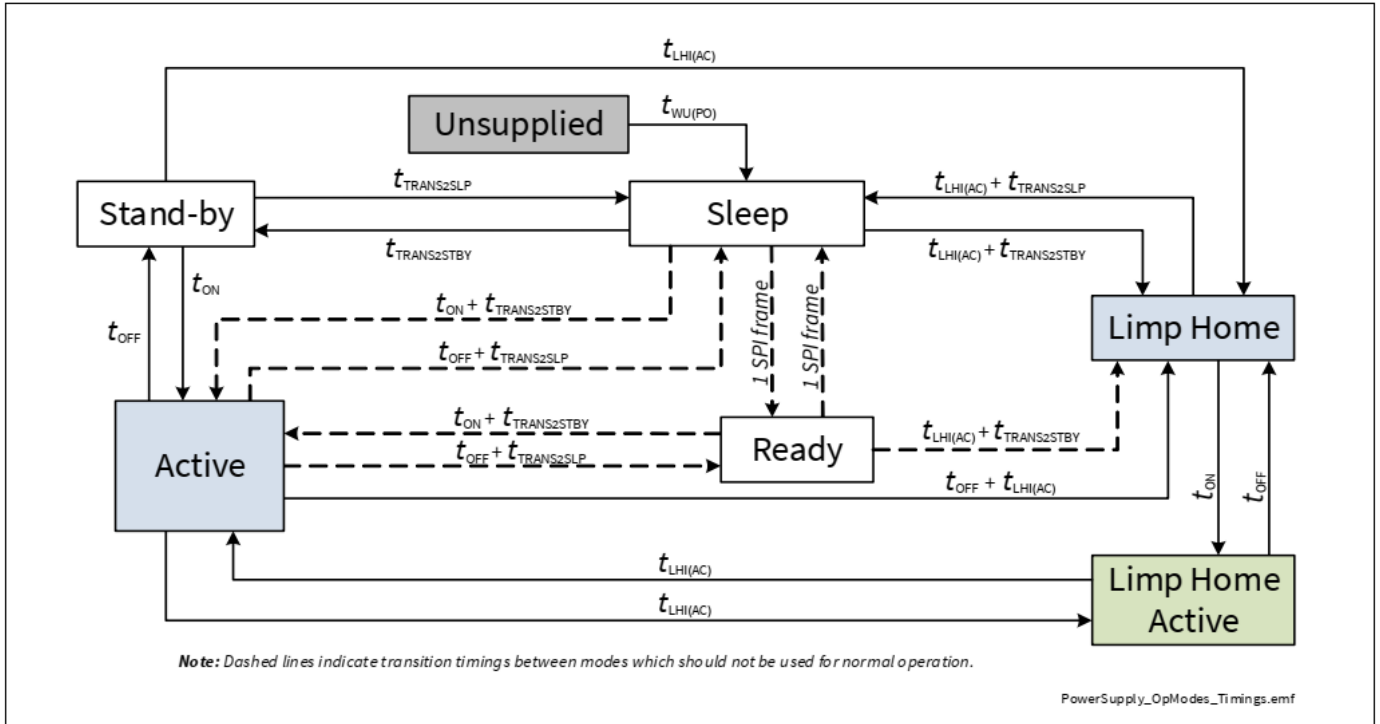 tLHI(AC)
Unsupplied
tWU(PO)
Stand-by
tTRANS2SLP
Sleep
tLHI(AC) + tTRANS2SLP
tTRANS2STBY
tLHI(AC) + tTRANS2STBY
tON
tOFF
tON + tTRANS2STBY
tOFF + tTRANS2SLP
1 SPI frame
1 SPI frame
Limp Home
Active
tON + tTRANS2STBY
tOFF + tTRANS2SLP
Ready
tLHI(AC) + tTRANS2STBY
tOFF + tLHI(AC)
tON
tOFF
tLHI(AC)
tLHI(AC)
Limp Home
Active
Note: Dashed lines indicate transition timings between modes which should not be used for normal operation.
PowerSupply_OpModes_Timings.emf